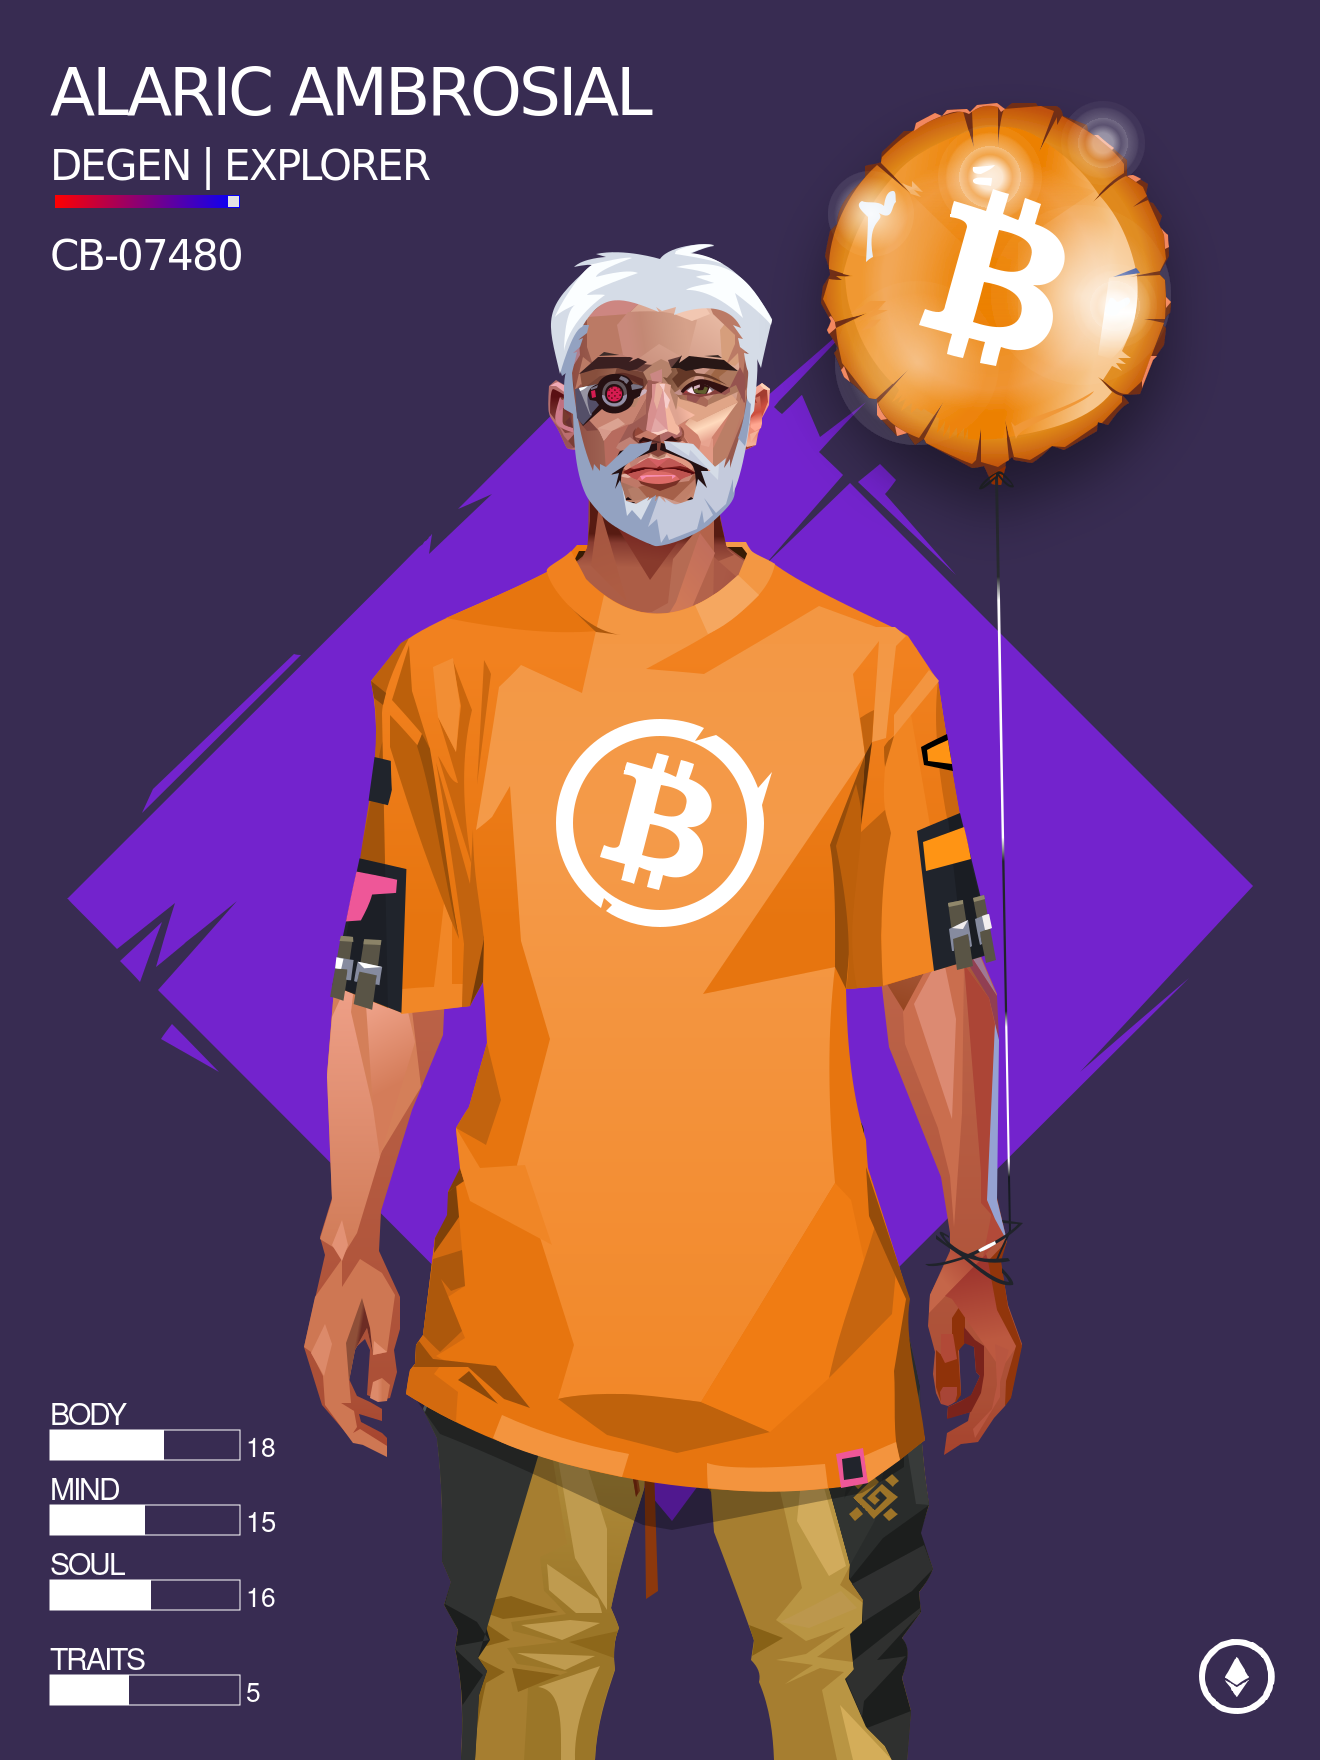 ALARIC AMBROSIAL
DEGEN | EXPLORER
CB-07480
BODY
18
MIND
15
SOUL
16
TRAITS
5